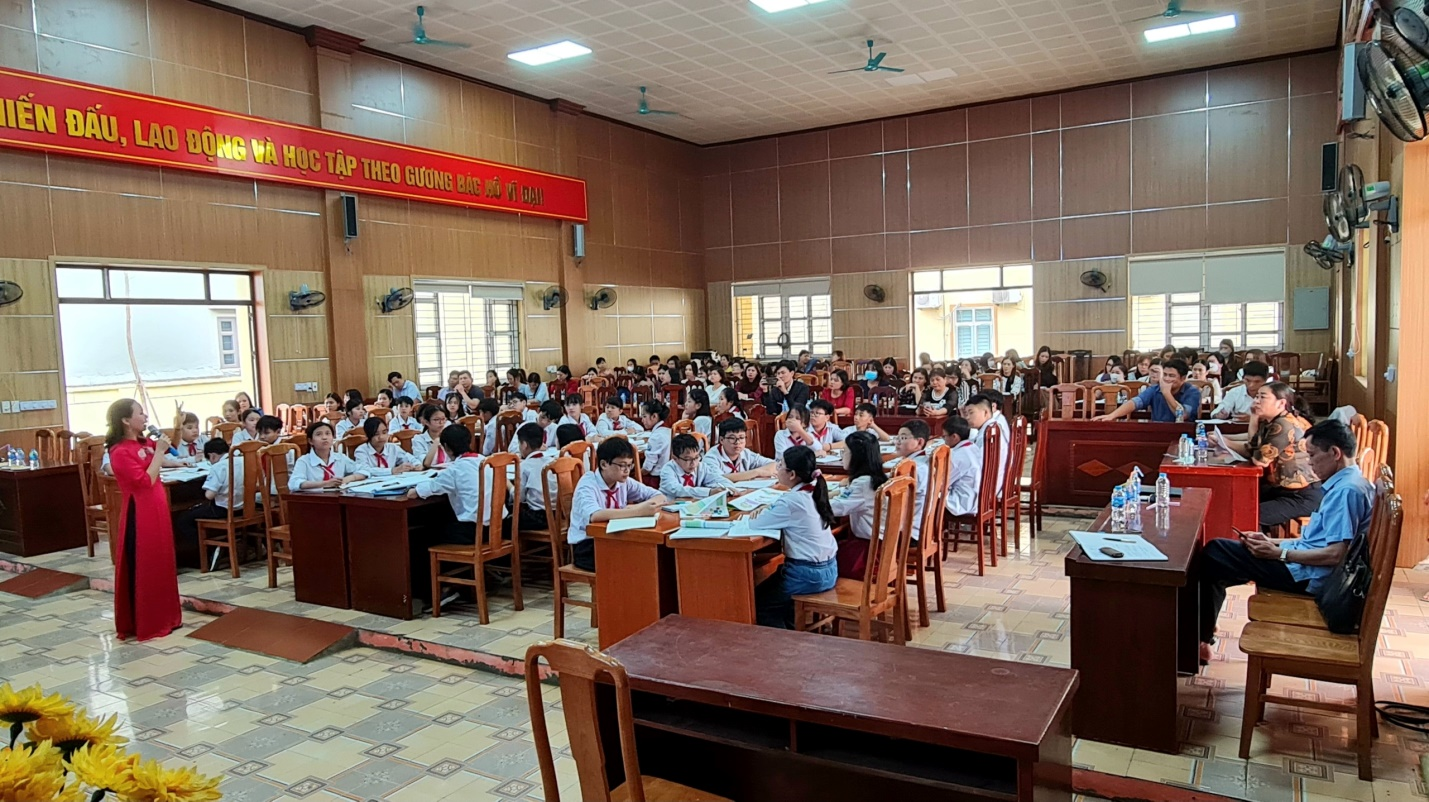 HIẾN ĐẤU, LAO ĐỘNG VÀ HỌC TẬP THEO GƯƠNG BÁC HỒ VĨ ĐẠI